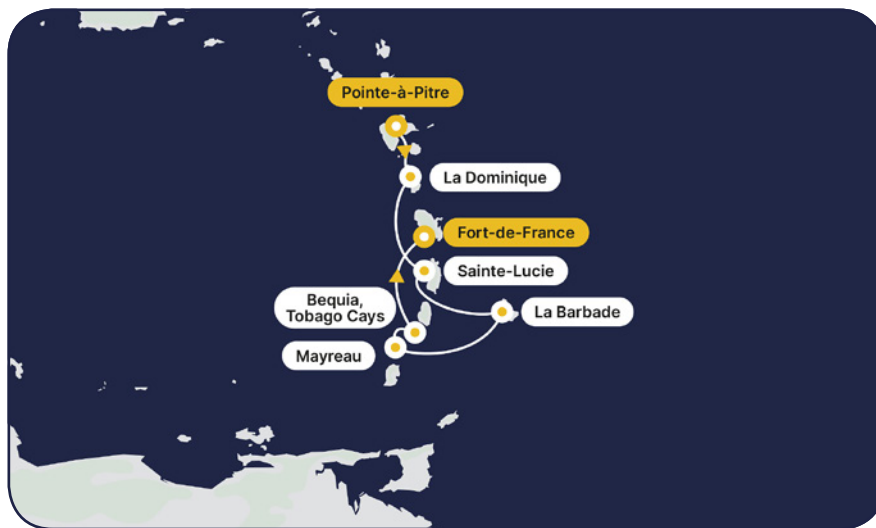 Pointe-à-Pitre
La Dominique
Fort-de-France
Sainte-Lucie
Bequia,
Tobago Cays
La Barbade
Mayreau